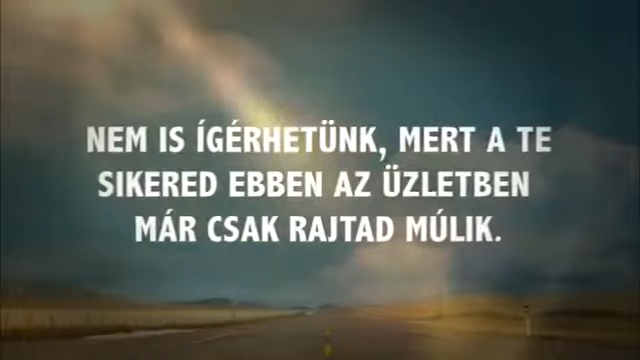 NEM IS ÍGÉRHETÜNK, MERT A TE
SIKERED EBBEN AZ ÜZLETBEN
MÁR CSAK RAJTAD MÚLIK.